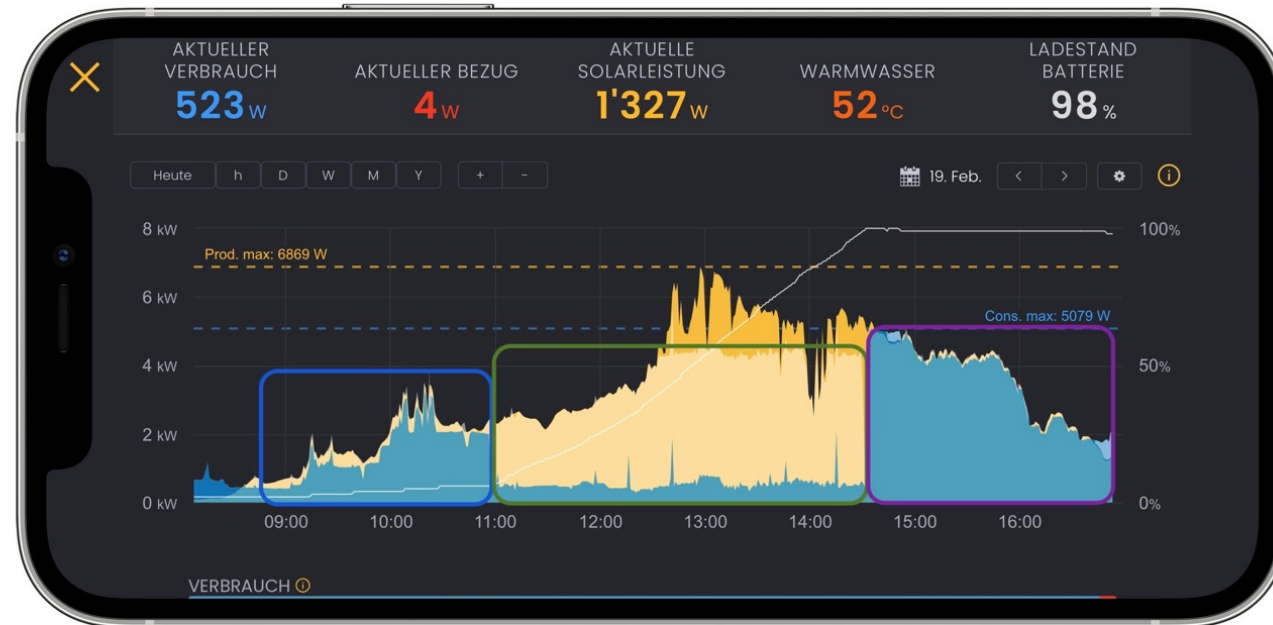 AKTUELLER
VERBRAUCH
523 W
AKTUELLER BEZUG
4 W
AKTUELLE
SOLARLEISTUNG
1'327 W
WARMWASSER
52 °C
LADESTAND
BATTERIE
98 %
Heute h D W M Y + -
19. Feb. < >
8 kW
100%
Prod. max: 6869 W
6 kW
Cons. max: 5079 W
4 kW
50%
2 kW
0 kW
0%
09:00 10:00 11:00 12:00 13:00 14:00 15:00 16:00
VERBRAUCH